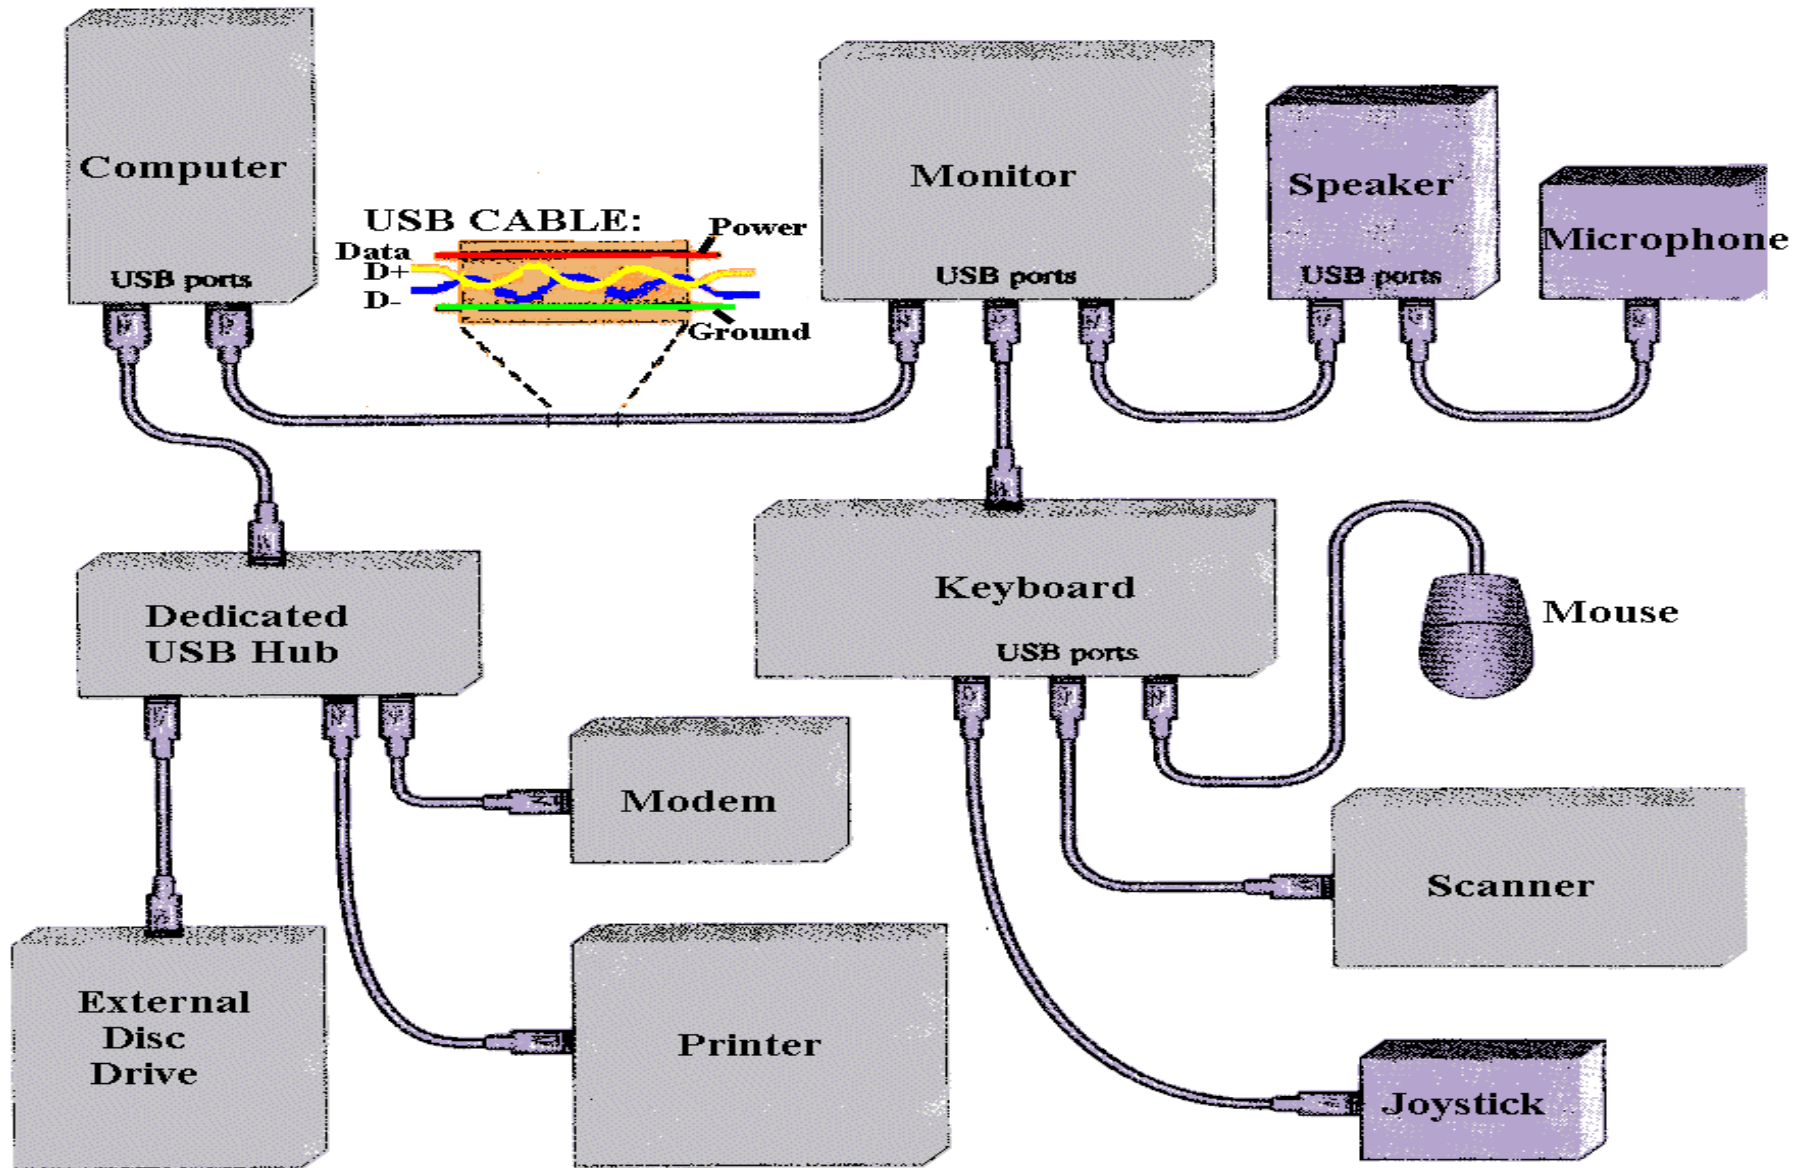 Computer
USB ports
USB CABLE:
Power
Data
D+
D-
Ground
Monitor
USB ports
Speaker
USB ports
Microphone
Dedicated
USB Hub
Keyboard
USB ports
Mouse
Modem
Scanner
External
Disc
Drive
Printer
Joystick